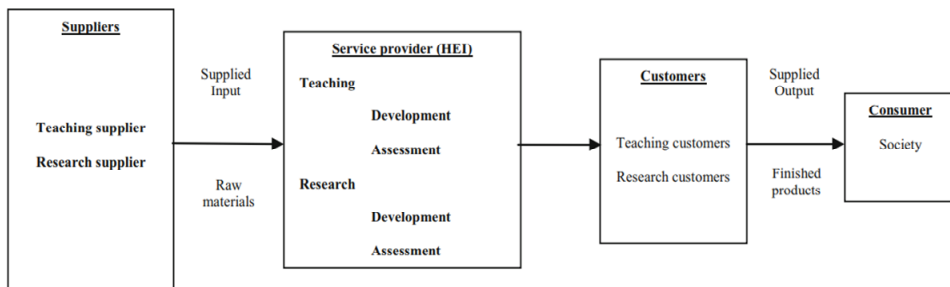 Suppliers
Teaching supplier
Research supplier
Supplied
Input
Raw
materials
Service provider (HEI)
Teaching
Development
Assessment
Research
Development
Assessment
Customers
Teaching customers
Research customers
Supplied
Output
Finished
products
Consumer
Society